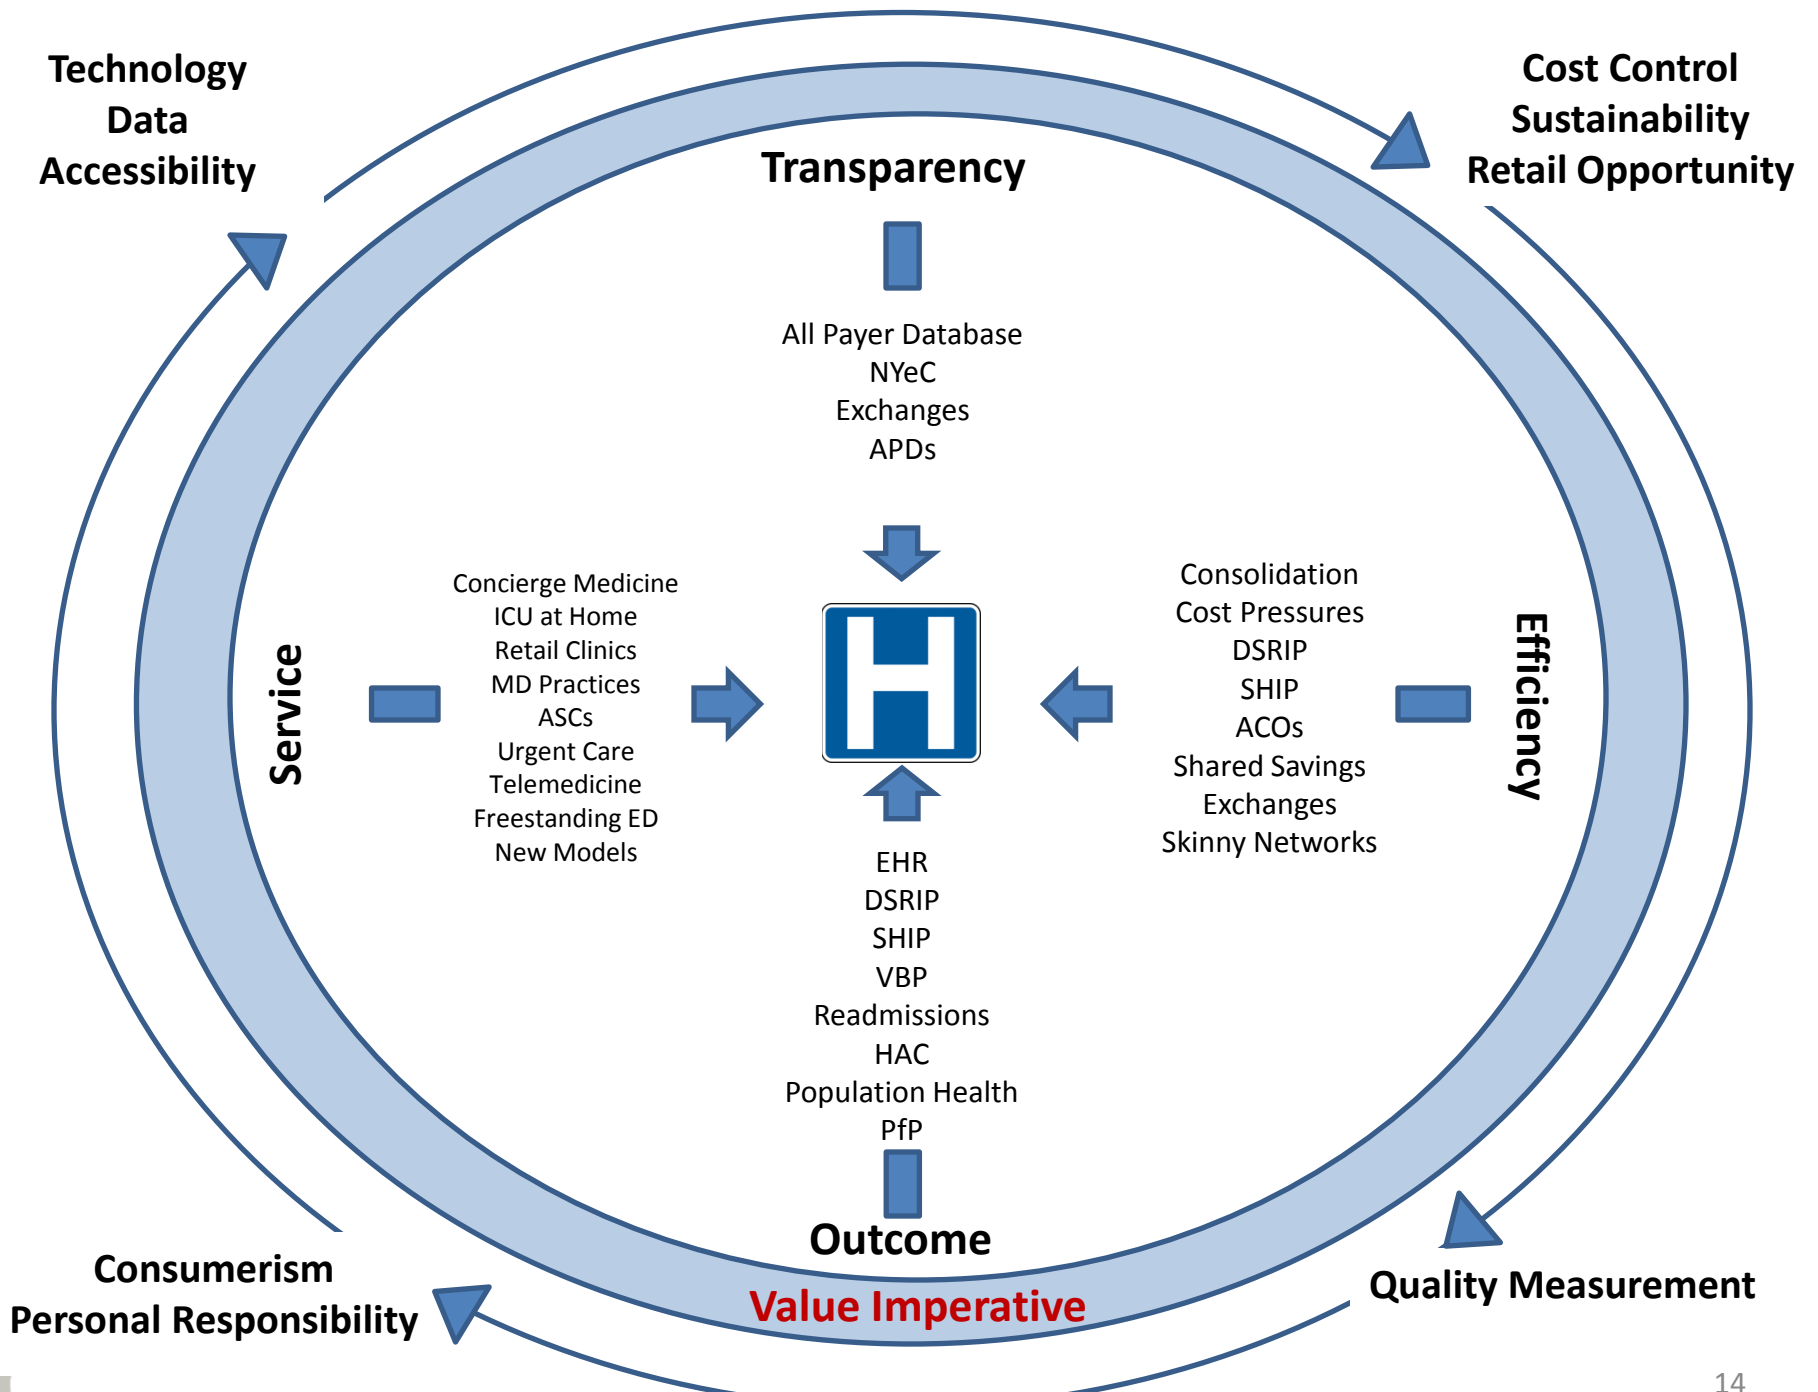 Technology
Data
Accessibility
Cost Control
Sustainability
Retail Opportunity
Transparency
All Payer Database
NYeC
Exchanges
APDs
Service
Concierge Medicine
ICU at Home
Retail Clinics
MD Practices
ASCs
Urgent Care
Telemedicine
Freestanding ED
New Models
H
Consolidation
Cost Pressures
DSRIP
SHIP
ACOs
Shared Savings
Exchanges
Skinny Networks
Efficiency
EHR
DSRIP
SHIP
VBP
Readmissions
HAC
Population Health
PfP
Outcome
Value Imperative
Consumerism
Personal Responsibility
Quality Measurement
14